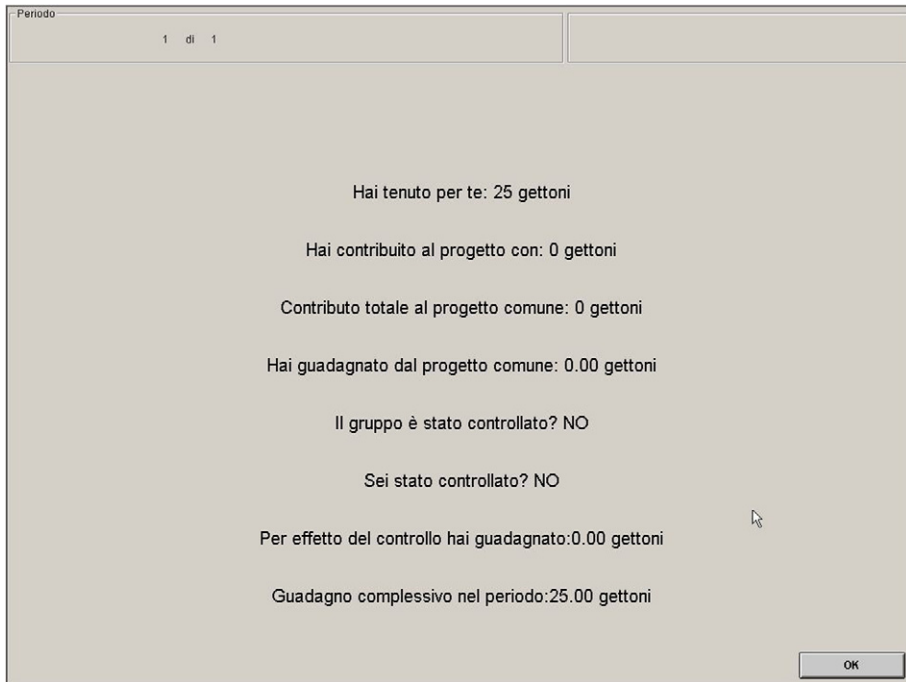 Periodo
1 di 1
Hai tenuto per te: 25 gettoni
Hai contribuito al progetto con: 0 gettoni
Contributo totale al progetto comune: 0 gettoni
Hai guadagnato dal progetto comune: 0.00 gettoni
Il gruppo è stato controllato? NO
Sei stato controllato? NO
Per effetto del controllo hai guadagnato:0.00 gettoni
Guadagno complessivo nel periodo:25.00 gettoni
OK